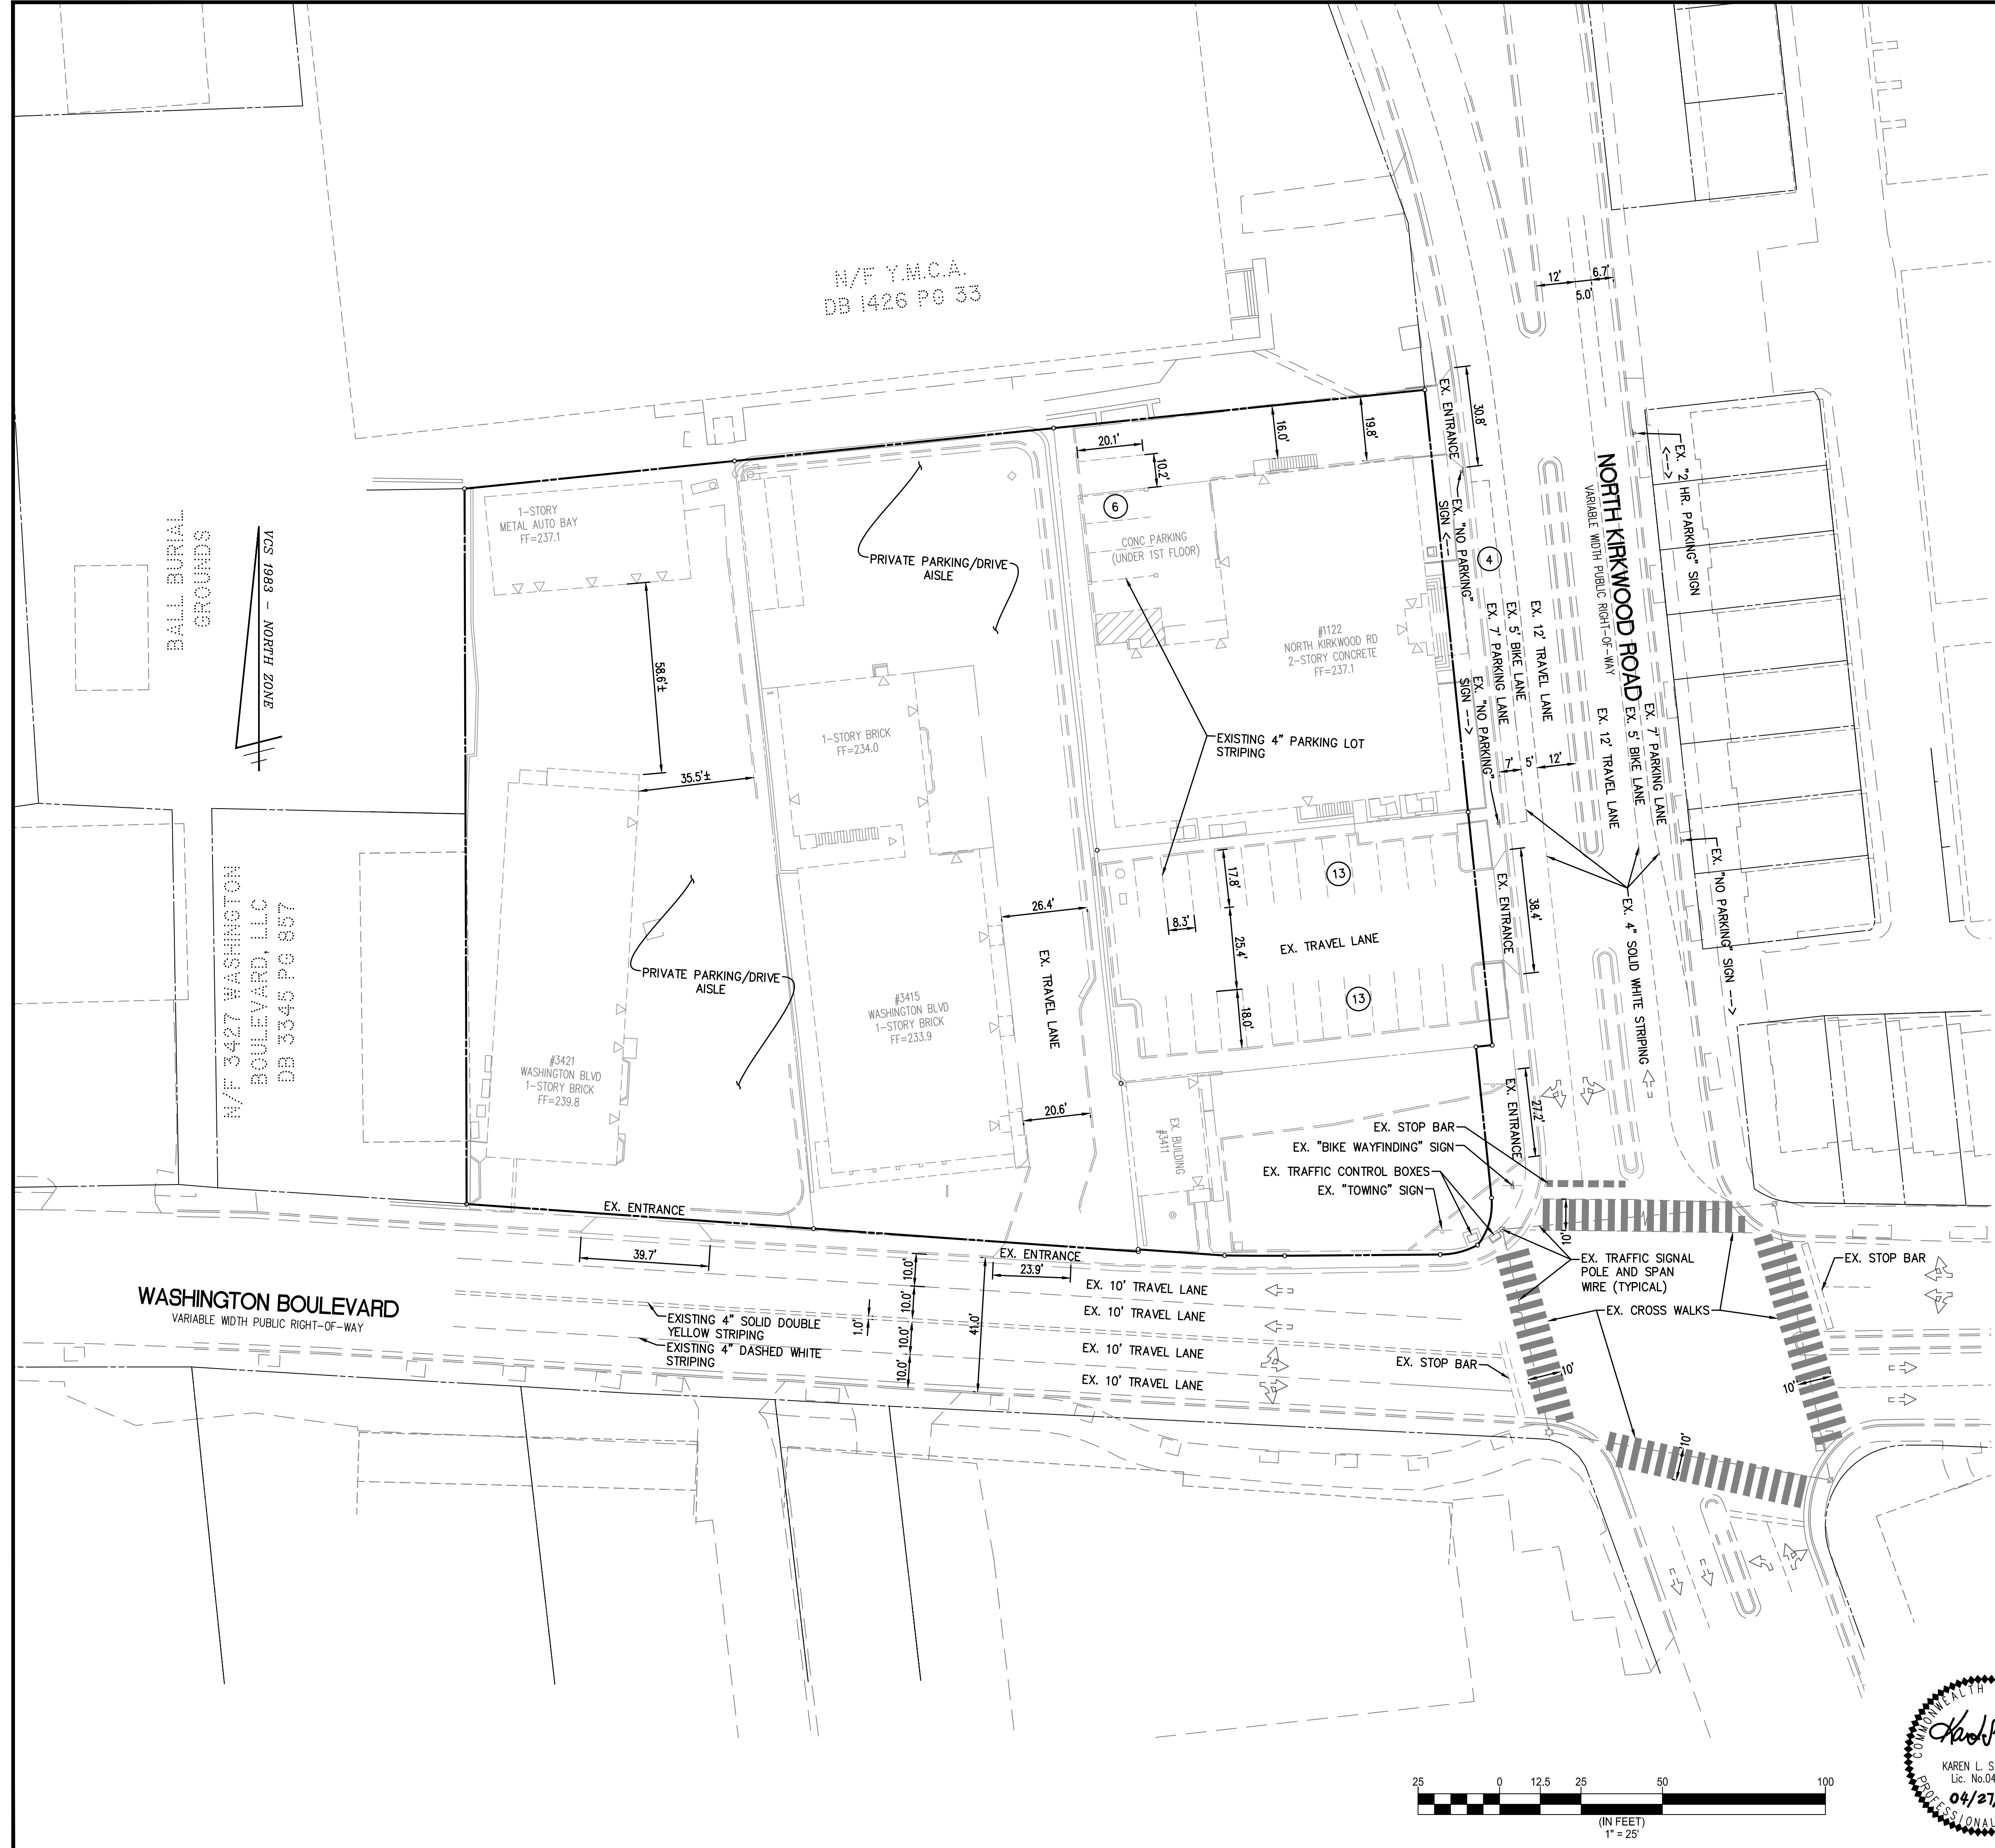 N/F Y.M.C.A.
DB 1426 PG 33
12'
6.7'
5.0'
EX. ENTRANCE
30.8'
19.8'
16.0'
20.1'
10.2'
6
CONC PARKING
(UNDER 1ST FLOOR)
1-STORY
METAL AUTO BAY
FF=237.1
PRIVATE PARKING/DRIVE
AISLE
BALL BURIAL
GROUNDS
VCS 1983 - NORTH ZONE
58.6'±
35.5'±
1-STORY BRICK
FF=234.0
#1122
NORTH KIRKWOOD RD
2-STORY CONCRETE
FF=237.1
EX. "NO PARKING"
SIGN <--
4
EX. 7' PARKING LANE
EX. 5' BIKE LANE
EX. 12' TRAVEL LANE
EX. "NO PARKING"
SIGN -->
7'
5'
12'
NORTH KIRKWOOD ROAD
VARIABLE WIDTH PUBLIC RIGHT-OF-WAY
EX. 12' TRAVEL LANE
EX. 5' BIKE LANE
EX. 7' PARKING LANE
EX. "2 HR. PARKING" SIGN
<-->
EX. "NO PARKING" SIGN -->
EX. 4" SOLID WHITE STRIPING
EXISTING 4" PARKING LOT
STRIPING
17.8'
13
8.3'
25.4'
EX. TRAVEL LANE
18.0'
13
EX. ENTRANCE
38.4'
26.4'
EX. TRAVEL LANE
20.6'
N/F 3427 WASHINGTON
BOULEVARD, LLC
DB 3345 PG 857
PRIVATE PARKING/DRIVE
AISLE
#3421
WASHINGTON BLVD
1-STORY BRICK
FF=239.8
#3415
WASHINGTON BLVD
1-STORY BRICK
FF=233.9
EX. BUILDING
#3411
EX. ENTRANCE
27.2'
EX. STOP BAR
EX. "BIKE WAYFINDING" SIGN
EX. TRAFFIC CONTROL BOXES
EX. "TOWING" SIGN
10'
EX. TRAFFIC SIGNAL
POLE AND SPAN
WIRE (TYPICAL)
EX. CROSS WALKS
EX. STOP BAR
EX. ENTRANCE
39.7'
EX. ENTRANCE
23.9'
10.0'
10.0'
1.0'
10.0'
10.0'
41.0'
EX. 10' TRAVEL LANE
EX. 10' TRAVEL LANE
EX. 10' TRAVEL LANE
EX. 10' TRAVEL LANE
WASHINGTON BOULEVARD
VARIABLE WIDTH PUBLIC RIGHT-OF-WAY
EXISTING 4" SOLID DOUBLE
YELLOW STRIPING
EXISTING 4" DASHED WHITE
STRIPING
EX. STOP BAR
10'
10'
10'
25 0 12.5 25 50 100
(IN FEET)
1" = 25'
COMMONWEALTH
KAREN L. S
Lic. No.04
04/27/
PROFESSIONAL